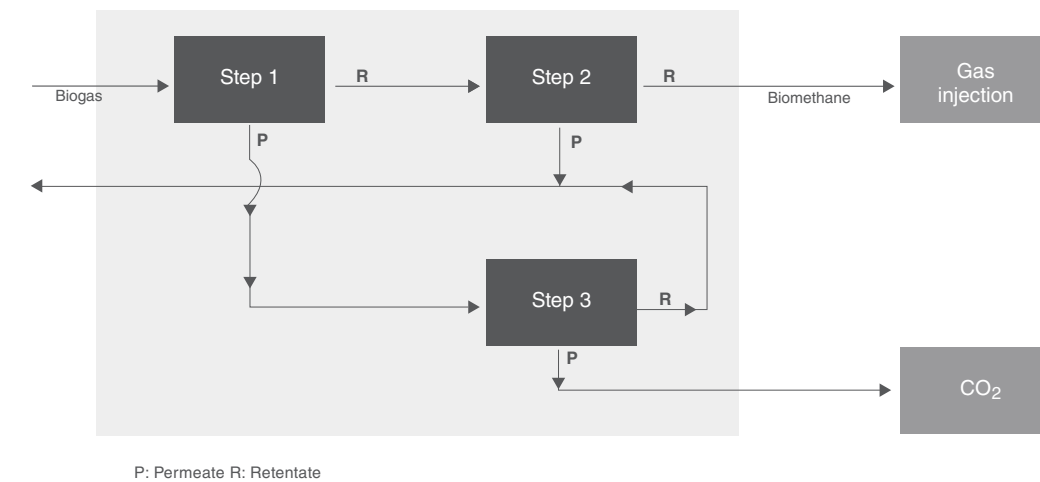 Step 1
R
Step 2
R
Gas
injection
Biogas
Biomethane
P
P
Step 3
R
P
CO₂
P: Permeate R: Retentate